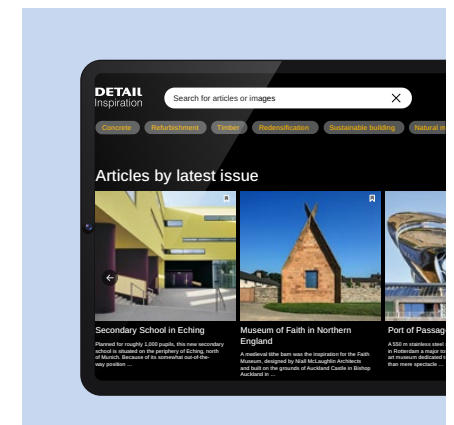 DETAIL
Inspiration
Search for articles or images
Concrete
Refurbishment
Timber
Redensification
Sustainable building
Natural m
Articles by latest issue
Secondary School in Eching
Planned for roughly 1,000 pupils, this new secondary
school is situated on the periphery of Eching, north
of Munich. Because of its somewhat out-of-the-
way position ...
Museum of Faith in Northern
England
A medieval tithe barn was the inspiration for the Faith
Museum, designed by Niall McLaughlin Architects
and built on the grounds of Auckland Castle in Bishop
Auckland in ...
Port of Passag
A 550 m stainless steel
in Rotterdam a major to
art museum dedicated t
than mere spectacle ...